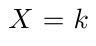 X = k